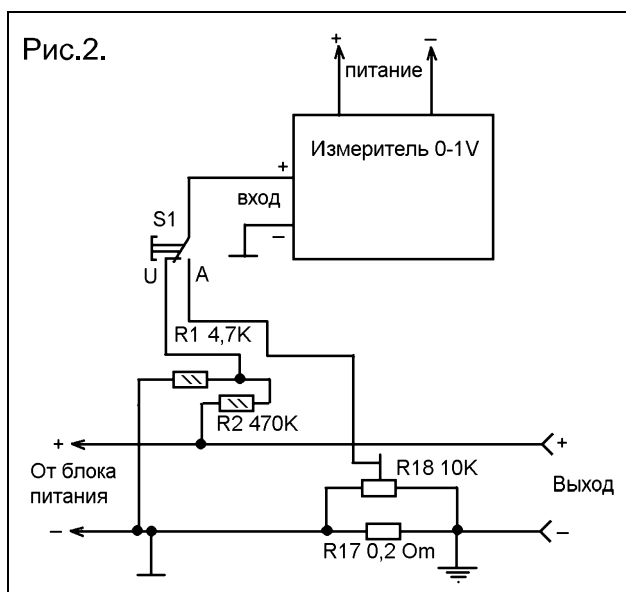 Рис.2.
+
–
питание
Измеритель 0-1V
+
вход
–
S1
U
A
R1 4,7K
R2 470K
+
+
От блока
питания
R18 10K
Выход
–
–
R17 0,2 Om